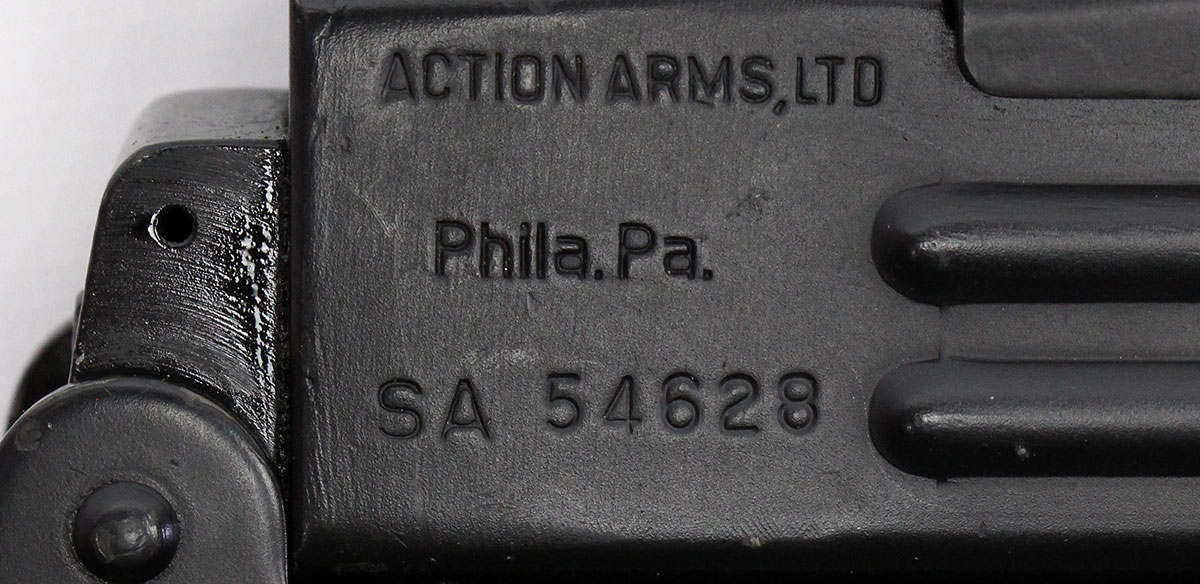 ACTION ARMS, LTD
Phila. Pa.
SA 54628